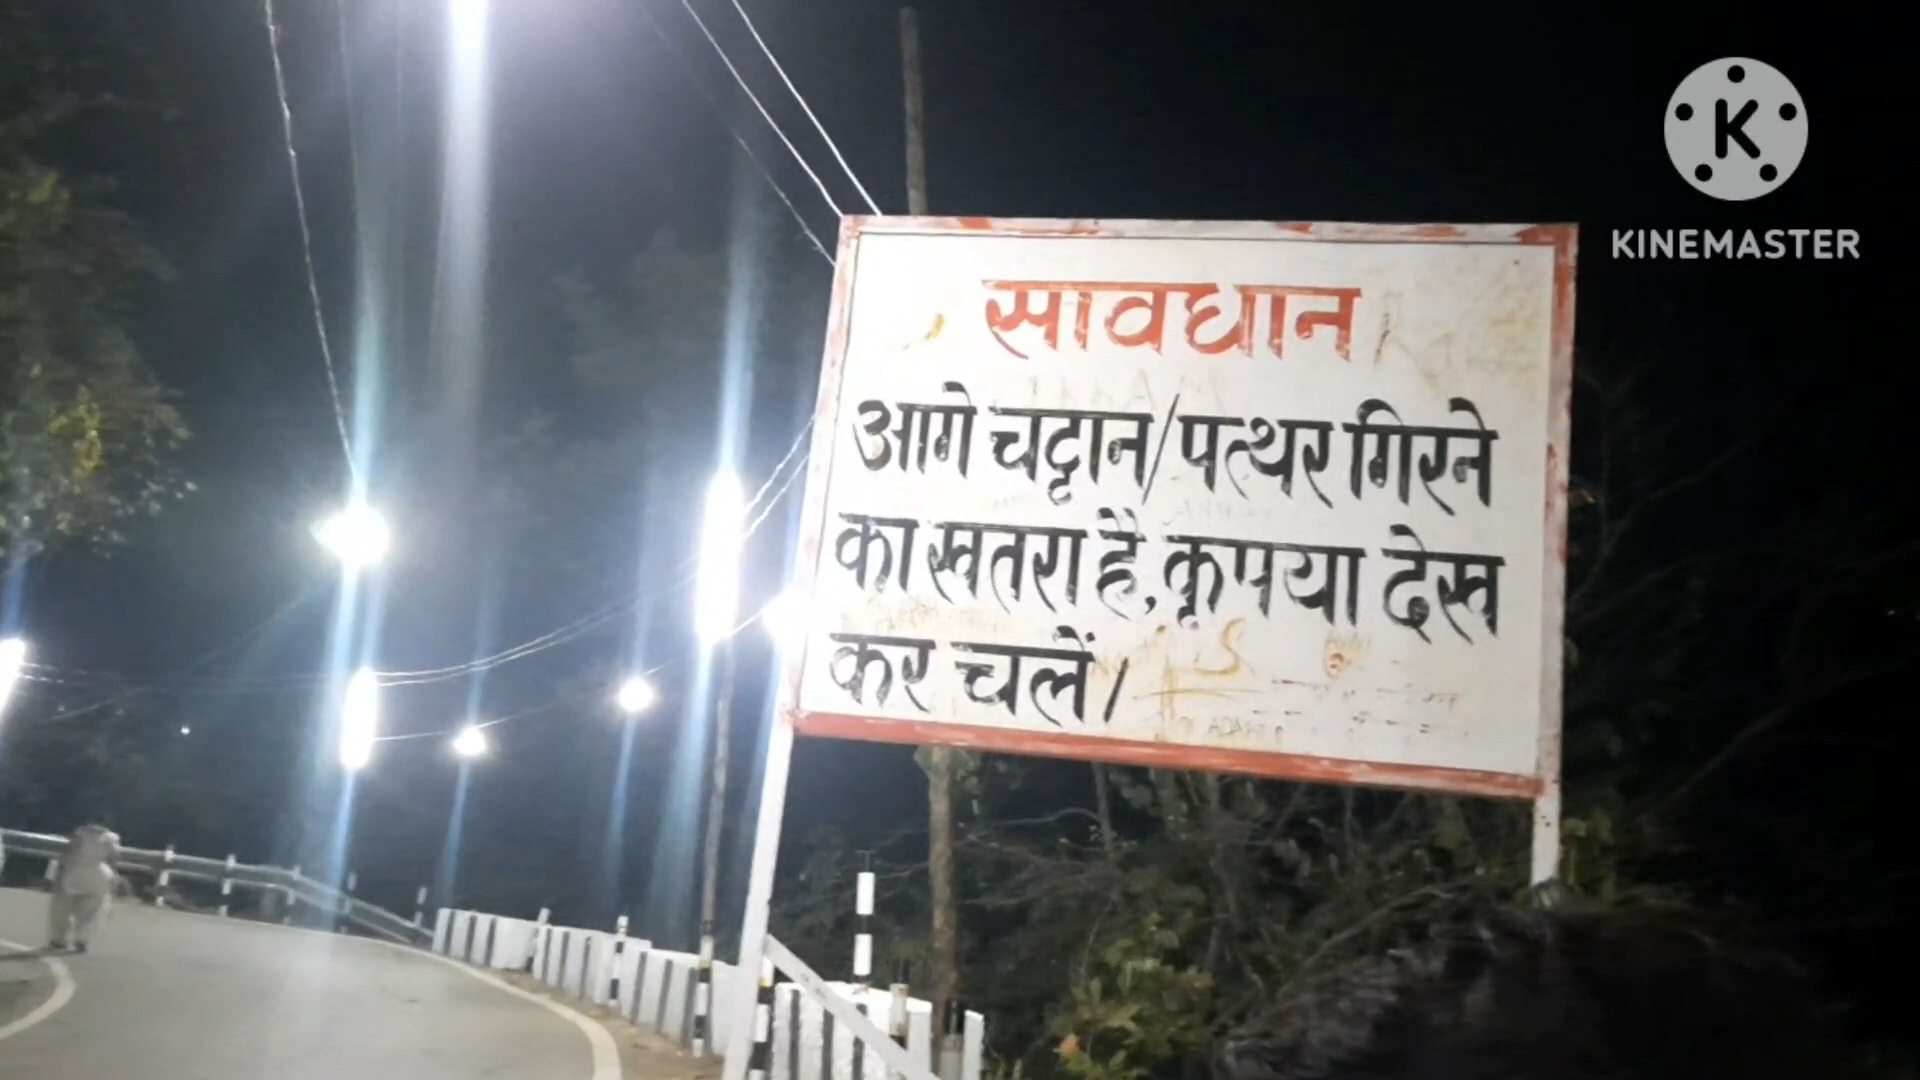 K
KINEMASTER
सावधान
आगे चट्टान/पत्थर गिरने
का खतरा है, कृपया देख
कर चलें।